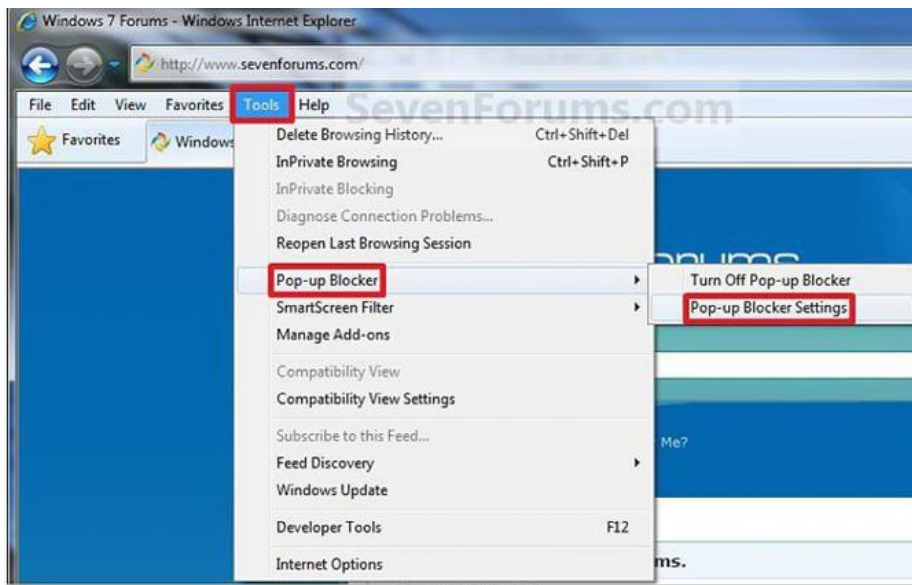 Windows 7 Forums - Windows Internet Explorer
http://www.sevenforums.com/
File Edit View Favorites Tools Help
SevenForums.com
Favorites
Windows
Delete Browsing History... Ctrl+Shift+Del
InPrivate Browsing Ctrl+Shift+P
InPrivate Blocking
Diagnose Connection Problems...
Reopen Last Browsing Session
Pop-up Blocker
Turn Off Pop-up Blocker
SmartScreen Filter
Pop-up Blocker Settings
Manage Add-ons
Compatibility View
Compatibility View Settings
Subscribe to this Feed...
Me?
Feed Discovery
Windows Update
Developer Tools F12
Internet Options
ms.